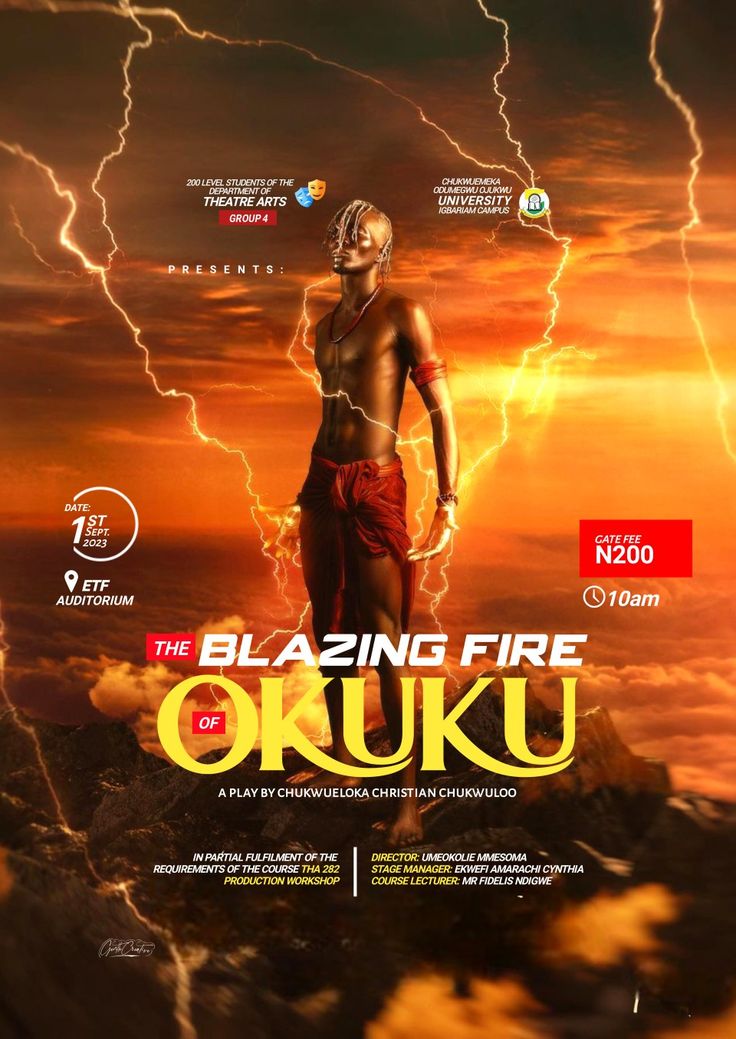 200 LEVEL STUDENTS OF THE
DEPARTMENT OF
THEATRE ARTS
GROUP 4
CHUKWUEMEKA
ODUMEGWU OJUKWU
UNIVERSITY
IGBARIAM CAMPUS
PRESENTS:
DATE:
1ST
SEPT.
2023
ETF
AUDITORIUM
GATE FEE
N200
10am
THE BLAZING FIRE
OF OKUKU
A PLAY BY CHUKWUELOKA CHRISTIAN CHUKWULOO
IN PARTIAL FULFILMENT OF THE
REQUIREMENTS OF THE COURSE THA 282
PRODUCTION WORKSHOP
DIRECTOR: UMEOKOLIE MMESOMA
STAGE MANAGER: EKWEFI AMARACHI CYNTHIA
COURSE LECTURER: MR FIDELIS NDIGWE